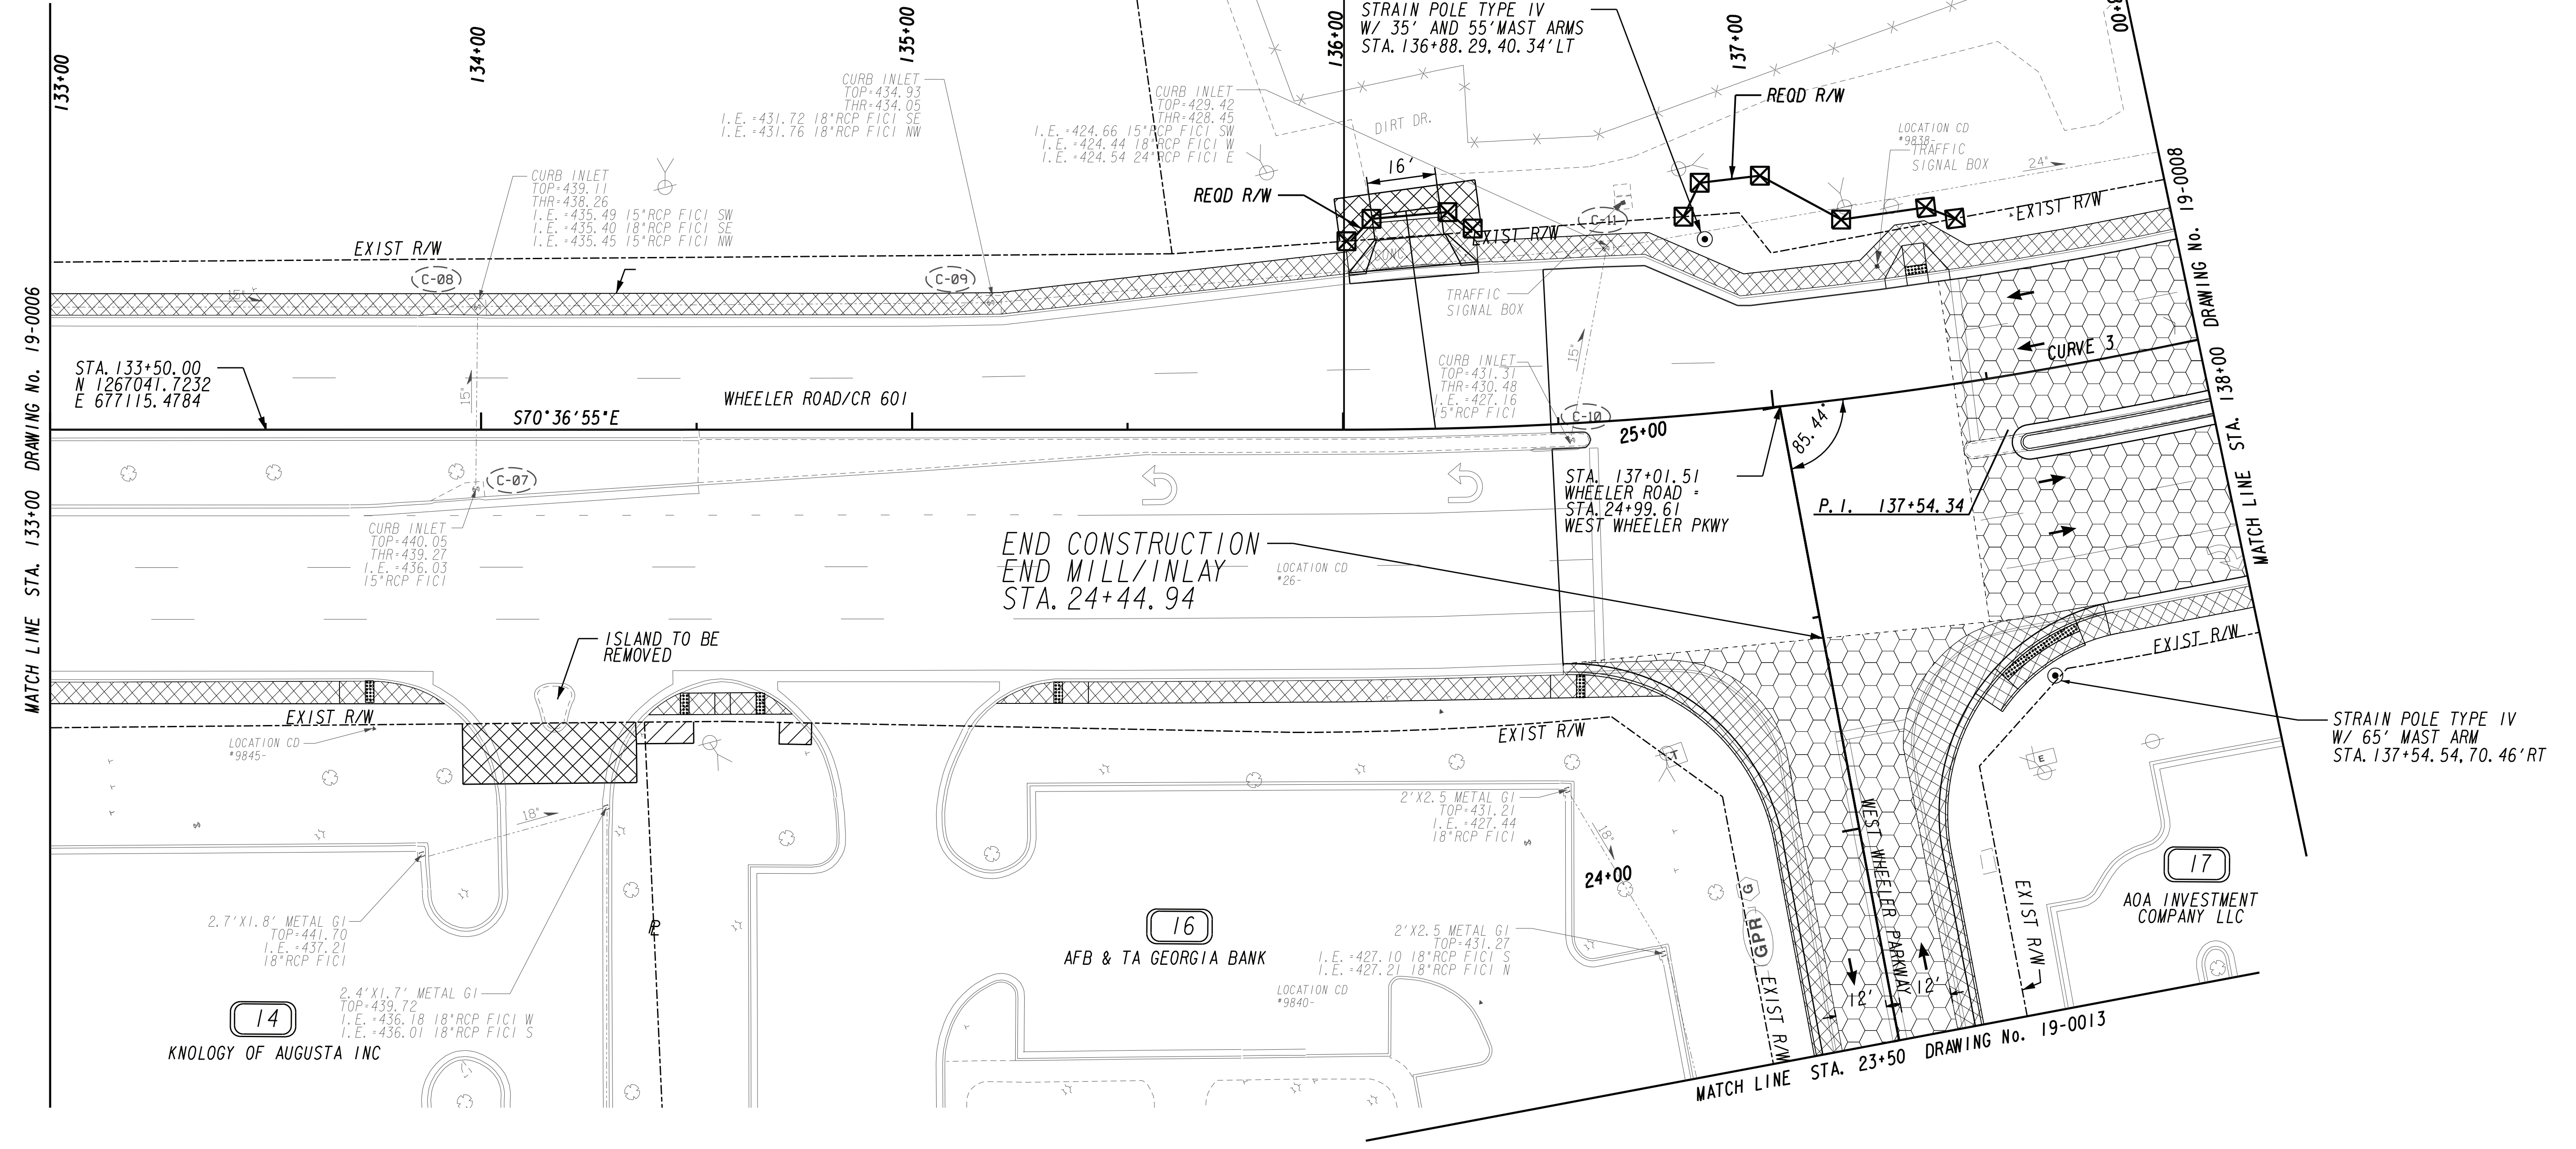 133+00
134+00
135+00
136+00
137+00
STRAIN POLE TYPE IV
W/ 35' AND 55' MAST ARMS
STA. 136+88.29, 40.34' LT
REQD R/W
CURB INLET
TOP=434.93
THR=434.05
I.E.=431.72 18"RCP FICI SE
I.E.=431.76 18"RCP FICI NW
CURB INLET
TOP=429.42
THR=428.45
I.E.=424.66 15"RCP FICI SW
I.E.=424.44 18"RCP FICI W
I.E.=424.54 24"RCP FICI E
DIRT DR.
16'
REQD R/W
LOCATION CD
*9838-
TRAFFIC
SIGNAL BOX
24"
CURB INLET
TOP=439.11
THR=438.26
I.E.=435.49 15"RCP FICI SW
I.E.=435.40 18"RCP FICI SE
I.E.=435.45 15"RCP FICI NW
EXIST R/W
EXIST R/W
EXIST R/W
C-08
C-09
C-11
15"
TRAFFIC
SIGNAL BOX
MATCH LINE STA. 133+00 DRAWING No. 19-0006
STA. 133+50.00
N 1267041.7232
E 677115.4784
15"
S70°36'55"E
WHEELER ROAD/CR 601
15"
CURB INLET
TOP=431.31
THR=430.48
I.E.=427.16
15"RCP FICI
C-10
25+00
85.44°
CURVE 3
MATCH LINE STA. 138+00 DRAWING No. 19-0008
C-07
CURB INLET
TOP=440.05
THR=439.27
I.E.=436.03
15"RCP FICI
STA. 137+01.51
WHEELER ROAD =
STA. 24+99.61
WEST WHEELER PKWY
P.I. 137+54.34
END CONSTRUCTION
END MILL/INLAY
STA. 24+44.94
LOCATION CD
*26-
ISLAND TO BE
REMOVED
EXIST R/W
LOCATION CD
*9845-
EXIST R/W
EXIST R/W
STRAIN POLE TYPE IV
W/ 65' MAST ARM
STA. 137+54.54, 70.46' RT
T
E
18"
2'X2.5 METAL GI
TOP=431.21
I.E.=427.44
18"RCP FICI
18"
24+00
2.7'X1.8' METAL GI
TOP=441.70
I.E.=437.21
18"RCP FICI
PL
16
AFB & TA GEORGIA BANK
2'X2.5 METAL GI
TOP=431.27
I.E.=427.10 18"RCP FICI S
I.E.=427.21 18"RCP FICI N
LOCATION CD
*9840-
G
GPR
EXIST R/W
WEST WHEELER PARKWAY
12'
12'
EXIST R/W
17
AOA INVESTMENT
COMPANY LLC
2.4'X1.7' METAL GI
TOP=439.72
I.E.=436.18 18"RCP FICI W
I.E.=436.01 18"RCP FICI S
14
KNOLOGY OF AUGUSTA INC
MATCH LINE STA. 23+50 DRAWING No. 19-0013